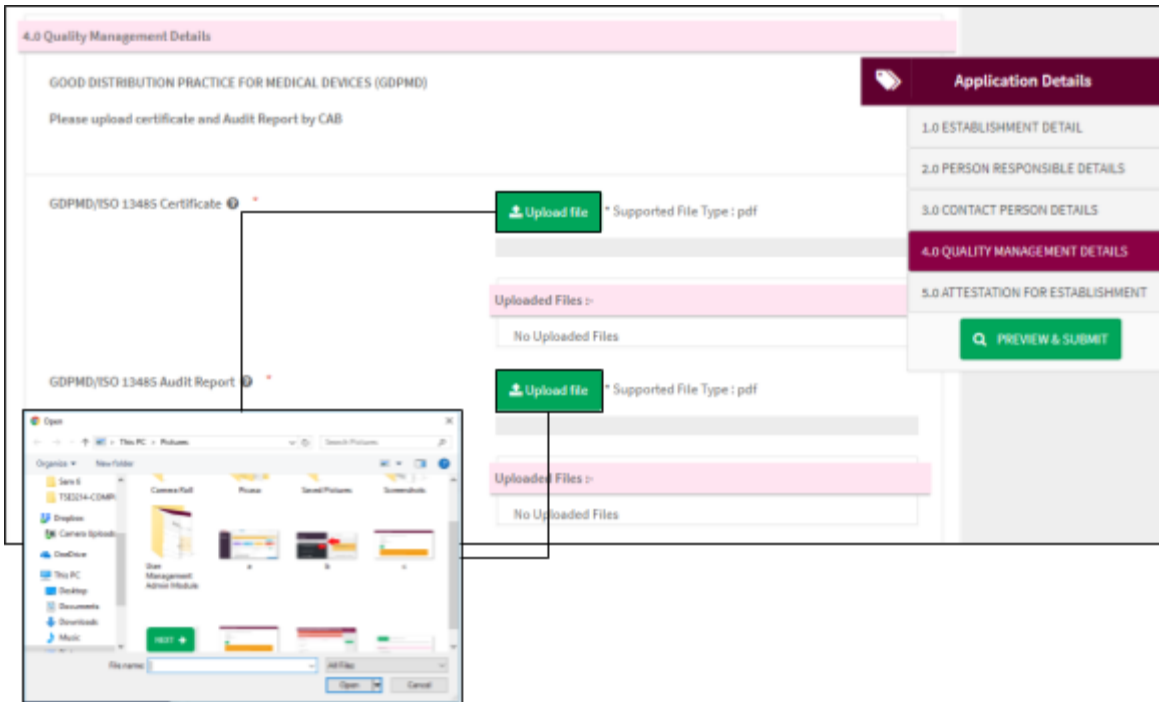 4.0 Quality Management Details
GOOD DISTRIBUTION PRACTICE FOR MEDICAL DEVICES (GDPMD)
Please upload certificate and Audit Report by CAB
GDPMD/ISO 13485 Certificate *
Upload file * Supported File Type : pdf
Uploaded Files :-
No Uploaded Files
GDPMD/ISO 13485 Audit Report *
Upload file * Supported File Type : pdf
Uploaded Files :-
No Uploaded Files
Application Details
1.0 ESTABLISHMENT DETAIL
2.0 PERSON RESPONSIBLE DETAILS
3.0 CONTACT PERSON DETAILS
4.0 QUALITY MANAGEMENT DETAILS
5.0 ATTESTATION FOR ESTABLISHMENT
PREVIEW & SUBMIT
Open
This PC > Pictures
Search Pictures
Organize
New folder
Sem 6
Dropbox
Camera Uploads
OneDrive
This PC
Desktop
Documents
Downloads
Music
Camera Roll
Picasa
Saved Pictures
Screenshots
Management
Admin Module
a
b
c
NEXT
File name:
All Files
Open
Cancel